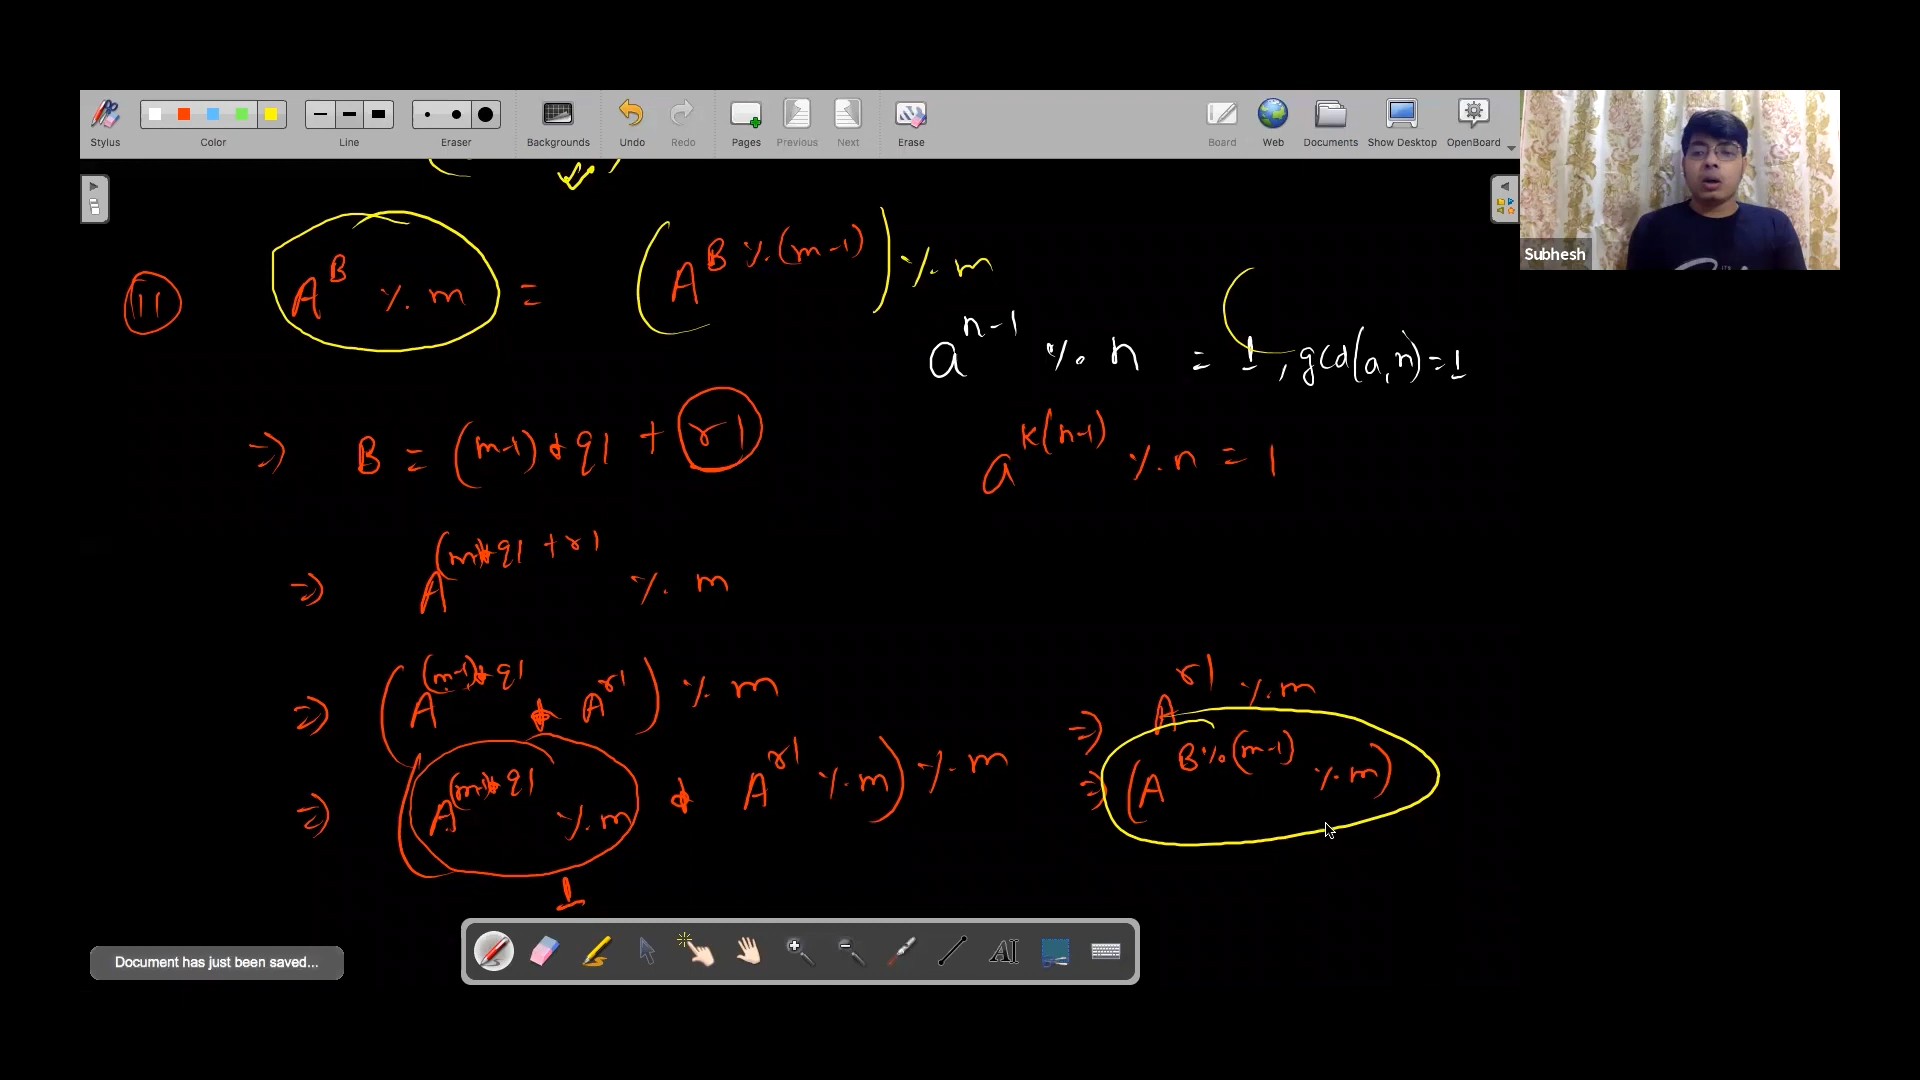 Stylus Color Line Eraser Backgrounds Undo Redo Pages Previous Next Erase Board Web Documents Show Desktop OpenBoard
Subhesh
(11) A^B %. m = (A^B %.(m-1)) %. m
a^n-1 %. n = 1, gcd(a,n)=1
=> B = (m-1)*q1 + r1
a^k(n-1) %. n = 1
=> A^(m-1)*q1 + r1 %. m
=> (A^(m-1)*q1 * A^r1) %. m
=> (A^(m-1)*q1 %. m * A^r1 %. m) %. m
1
=> A^r1 %. m
=> (A^B%(m-1) %. m)
Document has just been saved...
AI